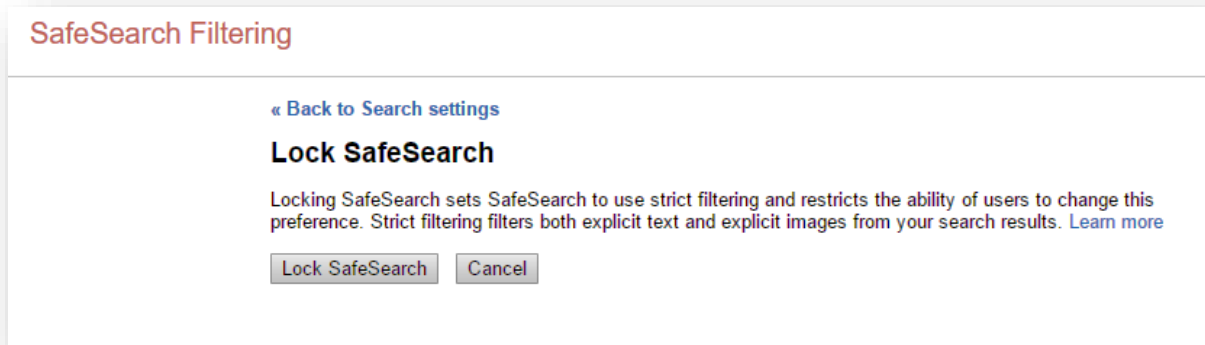 SafeSearch Filtering
« Back to Search settings
Lock SafeSearch
Locking SafeSearch sets SafeSearch to use strict filtering and restricts the ability of users to change this
preference. Strict filtering filters both explicit text and explicit images from your search results. Learn more
Lock SafeSearch Cancel